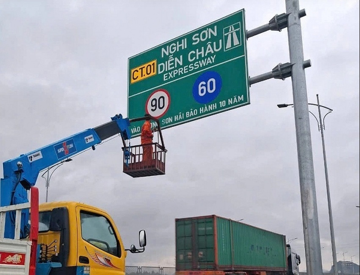 NGHI SƠN
CT.01 DIỄN CHÂU
EXPRESSWAY
90 60
SƠN HẢI BẢO HÀNH 10 NĂM